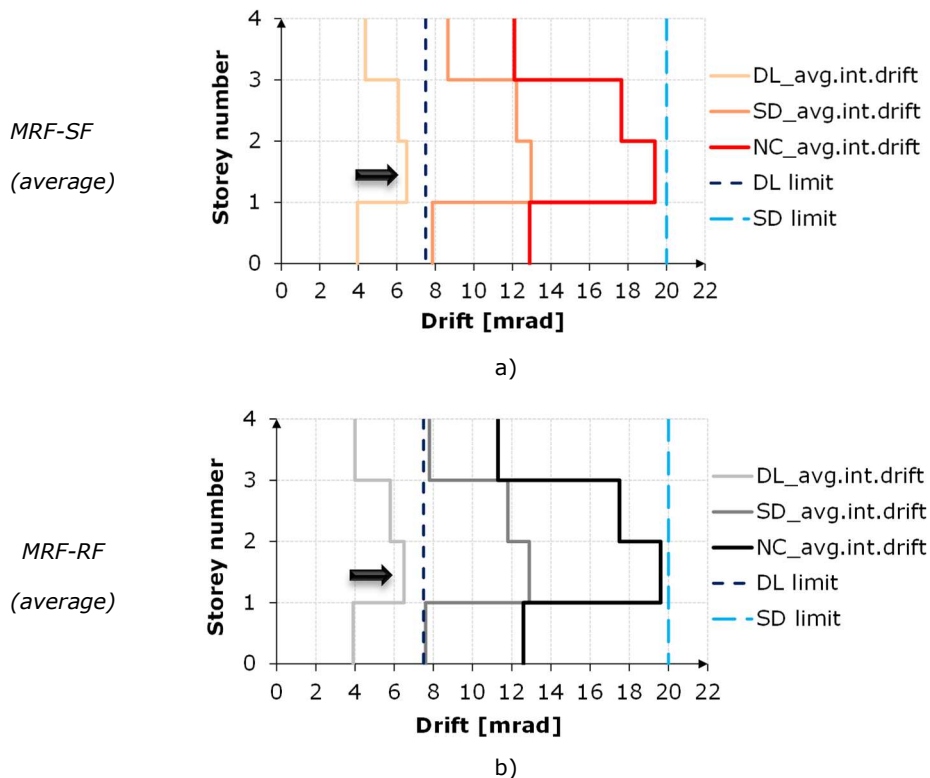 MRF-SF
(average)
Storey number
4
3
2
1
0
0 2 4 6 8 10 12 14 16 18 20 22
Drift [mrad]
DL_avg.int.drift
SD_avg.int.drift
NC_avg.int.drift
DL limit
SD limit
a)
MRF-RF
(average)
Storey number
4
3
2
1
0
0 2 4 6 8 10 12 14 16 18 20 22
Drift [mrad]
DL_avg.int.drift
SD_avg.int.drift
NC_avg.int.drift
DL limit
SD limit
b)